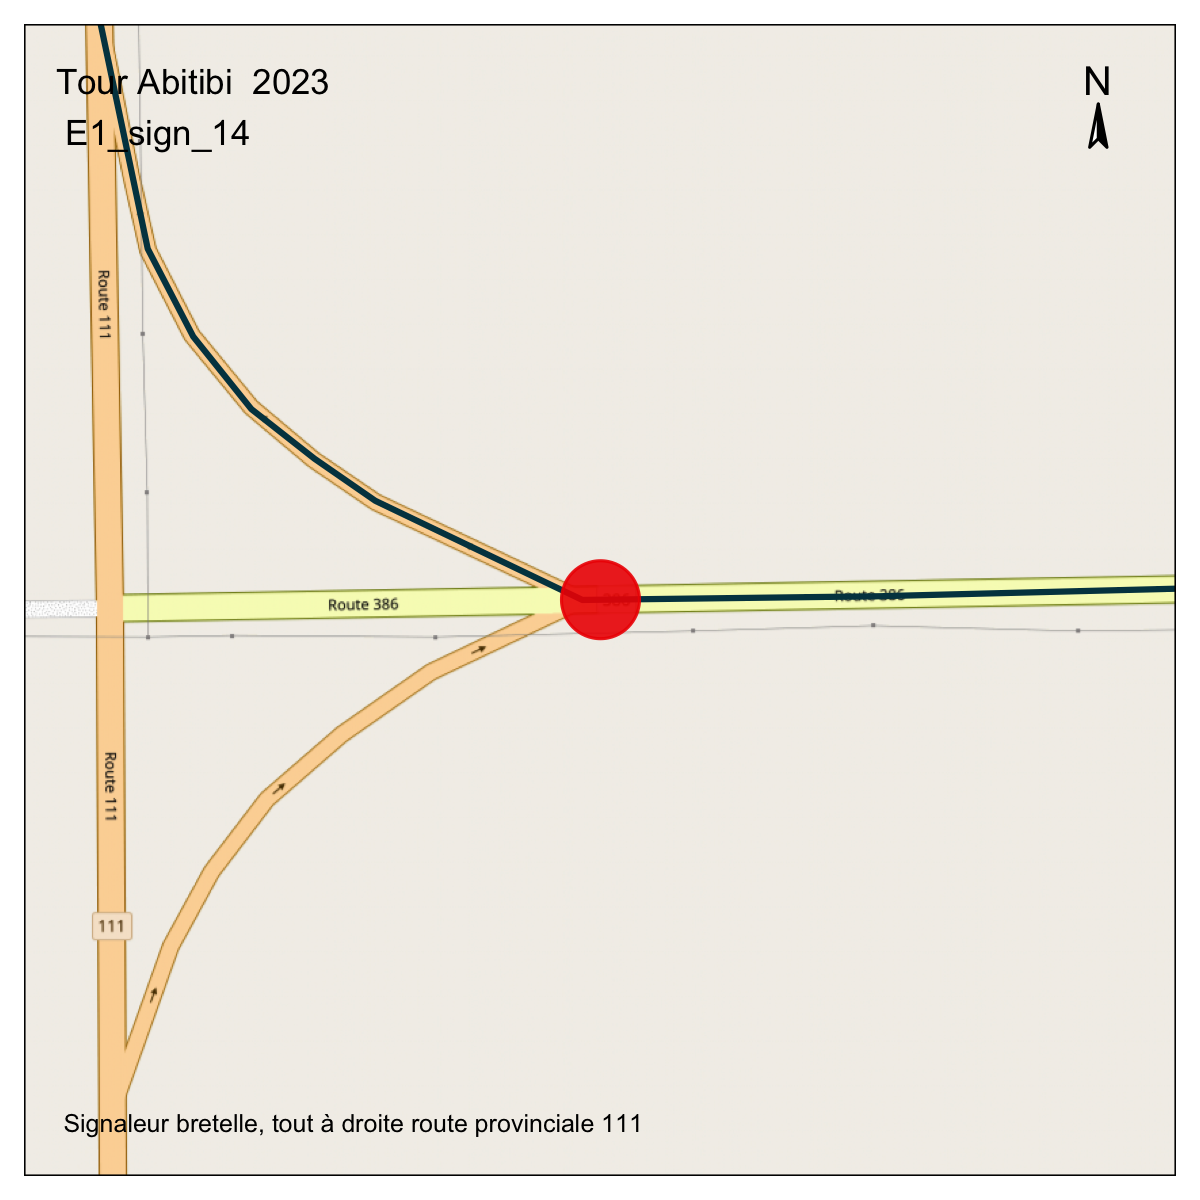 Tour Abitibi  2023
N
E1_sign_14
Route 111
Route 386
386
Route 386
Route 111
111
Signaleur bretelle, tout à droite route provinciale 111